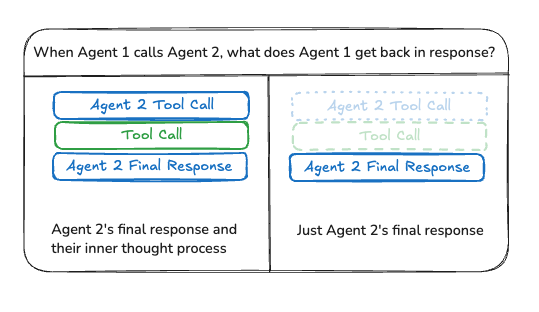 When Agent 1 calls Agent 2, what does Agent 1 get back in response?
Agent 2 Tool Call
Tool Call
Agent 2 Final Response
Agent 2's final response and
their inner thought process
Agent 2 Tool Call
Tool Call
Agent 2 Final Response
Just Agent 2's final response